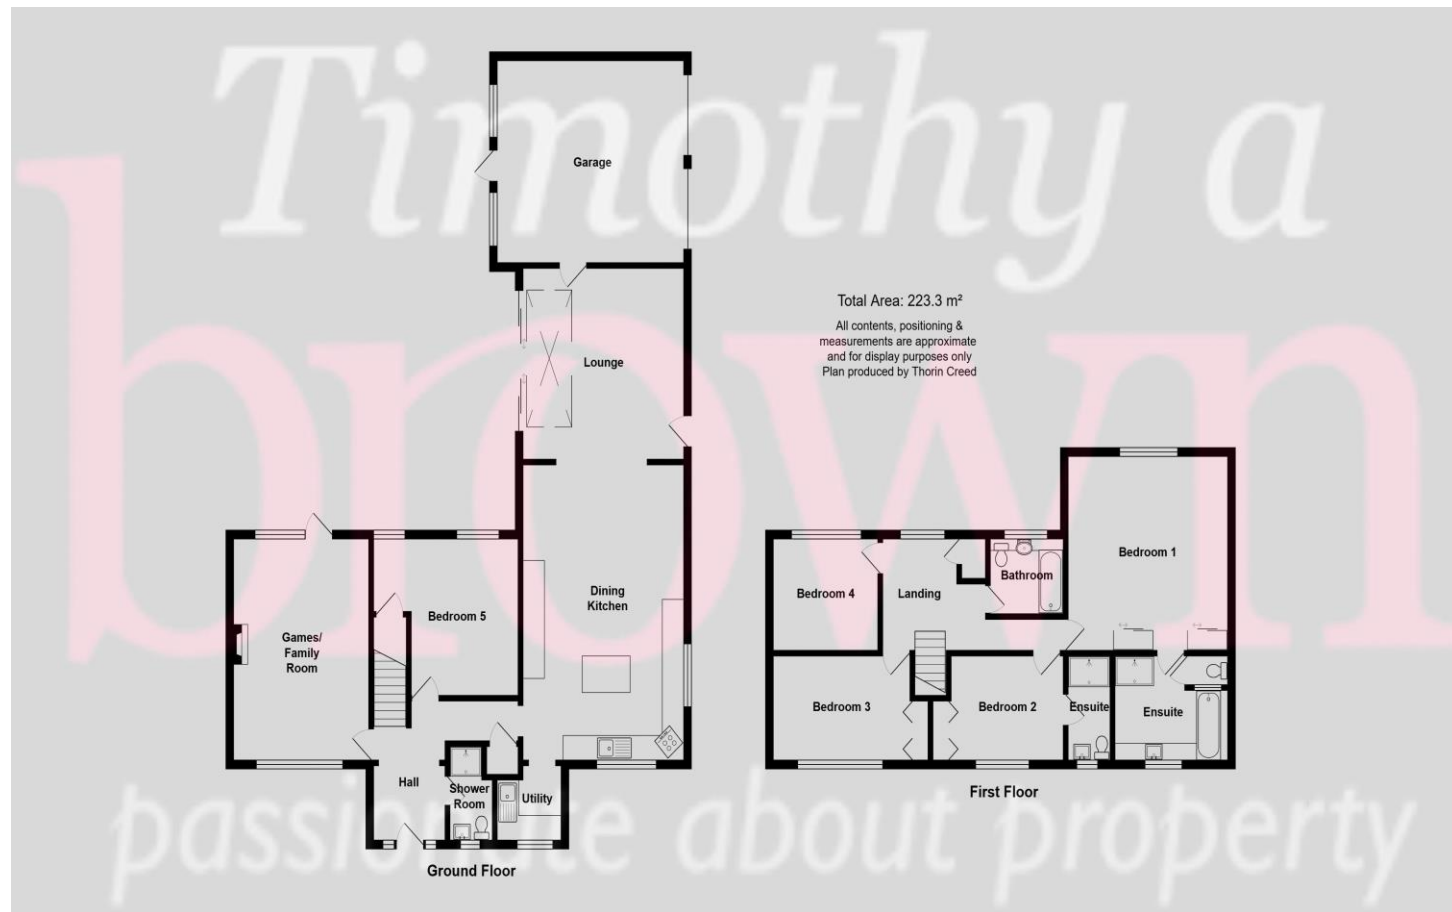 Timothy a
brown
passionate about property
Garage
Lounge
Total Area: 223.3 m²
All contents, positioning &
measurements are approximate
and for display purposes only
Plan produced by Thorin Creed
Dining
Kitchen
Bedroom 5
Games/
Family
Room
Hall
Shower
Room
Utility
Ground Floor
Bedroom 1
Bathroom
Landing
Bedroom 4
Bedroom 3
Bedroom 2
Ensuite
Ensuite
First Floor